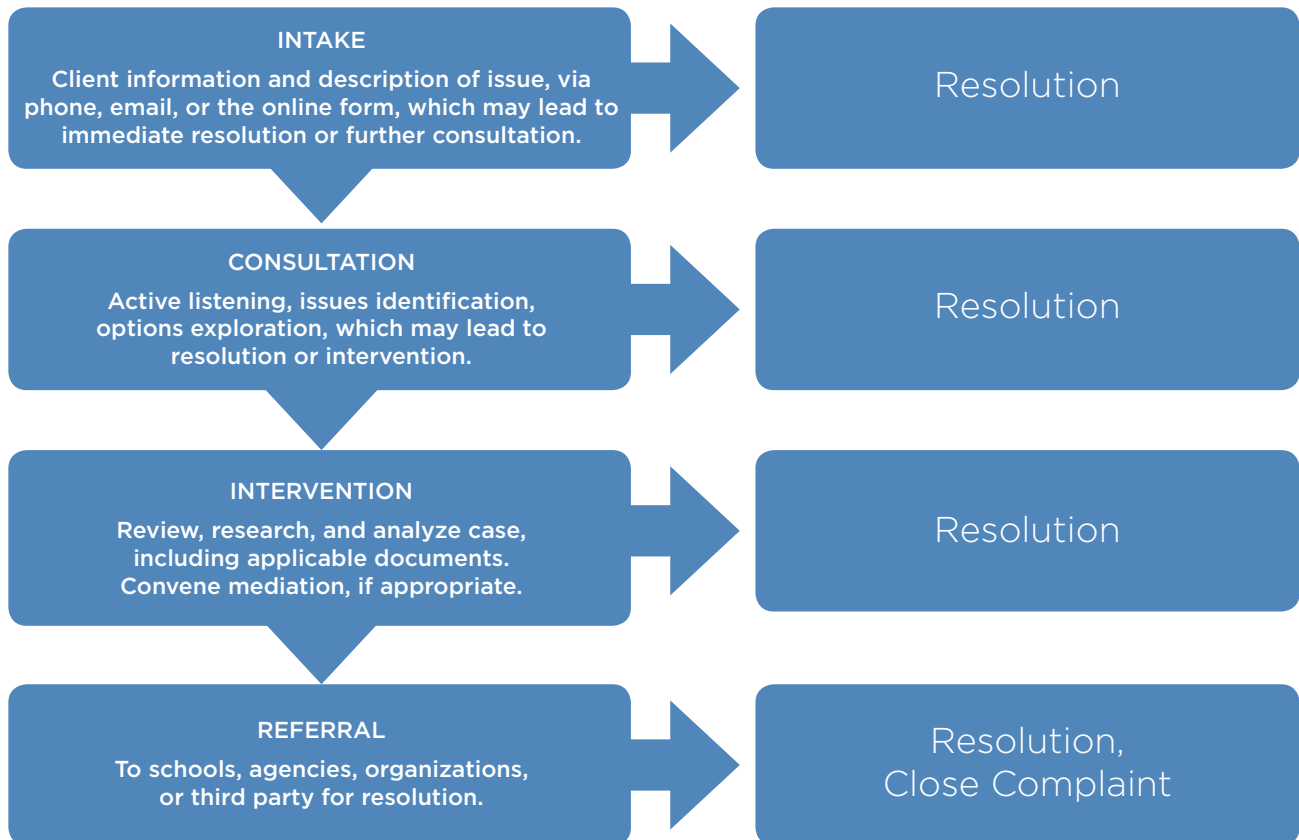 INTAKE
Client information and description of issue, via
phone, email, or the online form, which may lead to
immediate resolution or further consultation.
Resolution
CONSULTATION
Active listening, issues identification,
options exploration, which may lead to
resolution or intervention.
Resolution
INTERVENTION
Review, research, and analyze case,
including applicable documents.
Convene mediation, if appropriate.
Resolution
REFERRAL
To schools, agencies, organizations,
or third party for resolution.
Resolution,
Close Complaint